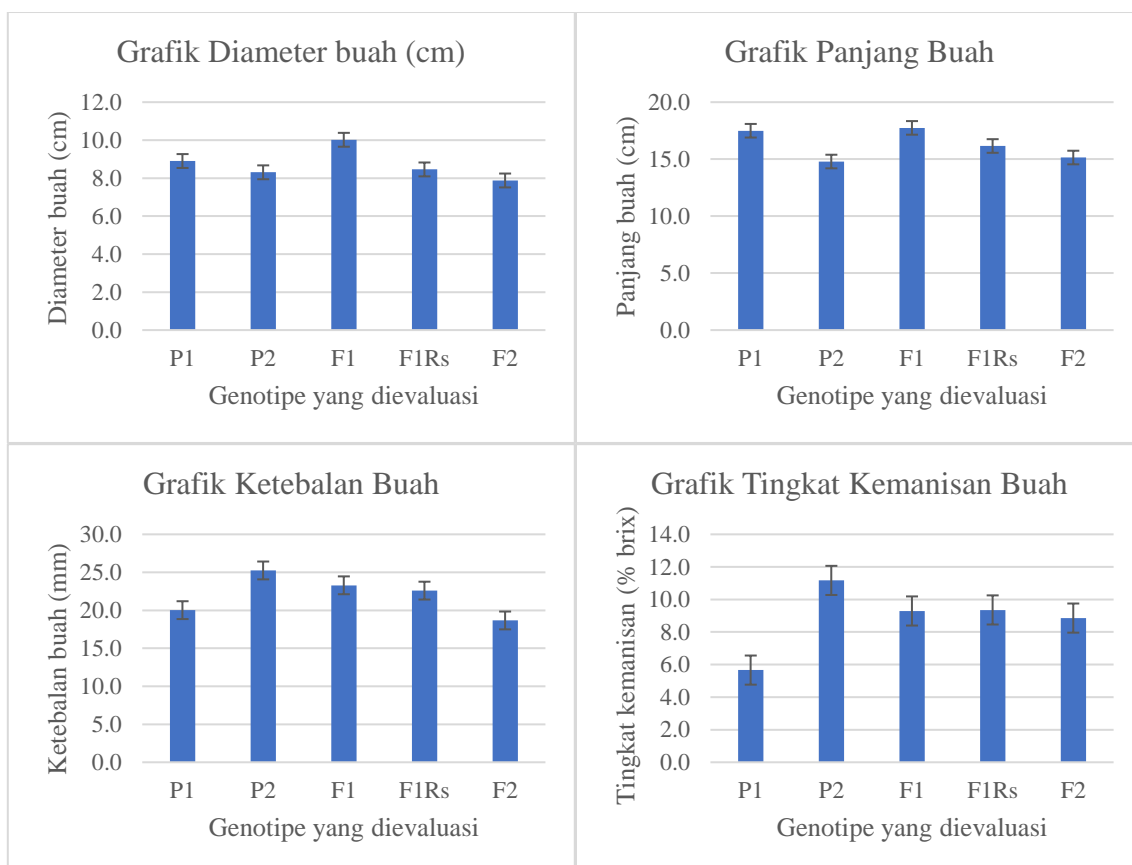 Grafik Diameter buah (cm)
Diameter buah (cm)
12.0
10.0
8.0
6.0
4.0
2.0
0.0
P1 P2 F1 F1Rs F2
Genotipe yang dievaluasi
Grafik Panjang Buah
Panjang buah (cm)
20.0
15.0
10.0
5.0
0.0
P1 P2 F1 F1Rs F2
Genotipe yang dievaluasi
Grafik Ketebalan Buah
Ketebalan buah (mm)
30.0
25.0
20.0
15.0
10.0
5.0
0.0
P1 P2 F1 F1Rs F2
Genotipe yang dievaluasi
Grafik Tingkat Kemanisan Buah
Tingkat kemanisan (% brix)
14.0
12.0
10.0
8.0
6.0
4.0
2.0
0.0
P1 P2 F1 F1Rs F2
Genotipe yang dievaluasi